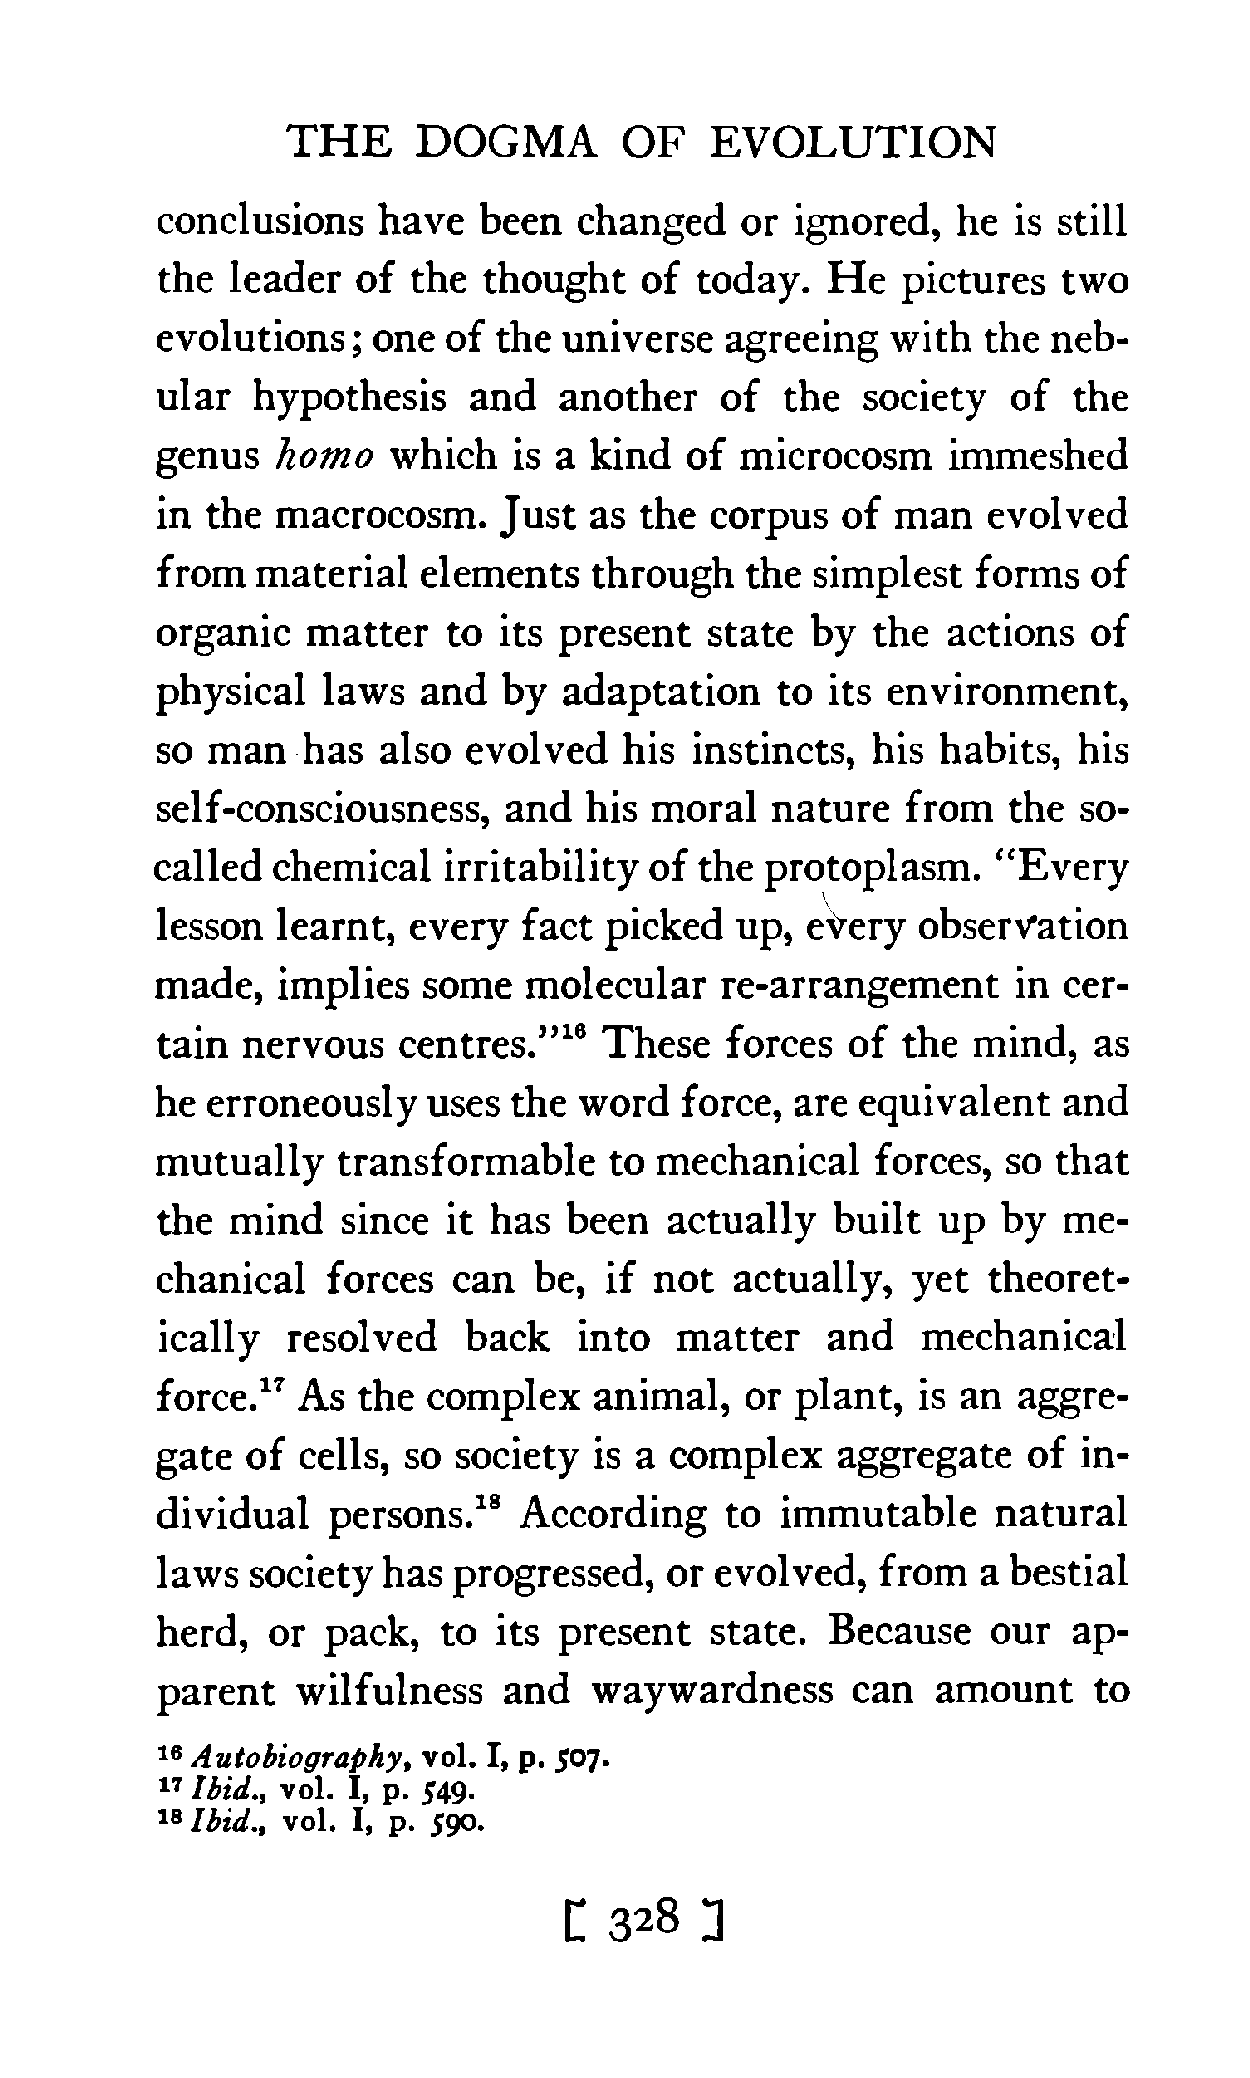 THE DOGMA OF EVOLUTION
conclusions have been changed or ignored, he is still
the leader of the thought of today. He pictures two
evolutions; one of the universe agreeing with the neb-
ular hypothesis and another of the society of the
genus homo which is a kind of microcosm immeshed
in the macrocosm. Just as the corpus of man evolved
from material elements through the simplest forms of
organic matter to its present state by the actions of
physical laws and by adaptation to its environment,
so man has also evolved his instincts, his habits, his
self-consciousness, and his moral nature from the so-
called chemical irritability of the protoplasm. "Every
lesson learnt, every fact picked up, every observation
made, implies some molecular re-arrangement in cer-
tain nervous centres."¹⁶ These forces of the mind, as
he erroneously uses the word force, are equivalent and
mutually transformable to mechanical forces, so that
the mind since it has been actually built up by me-
chanical forces can be, if not actually, yet theoret-
ically resolved back into matter and mechanical
force.¹⁷ As the complex animal, or plant, is an aggre-
gate of cells, so society is a complex aggregate of in-
dividual persons.¹⁸ According to immutable natural
laws society has progressed, or evolved, from a bestial
herd, or pack, to its present state. Because our ap-
parent wilfulness and waywardness can amount to
¹⁶ Autobiography, vol. I, p. 507.
¹⁷ Ibid., vol. I, p. 549.
¹⁸ Ibid., vol. I, p. 590.
[ 328 ]